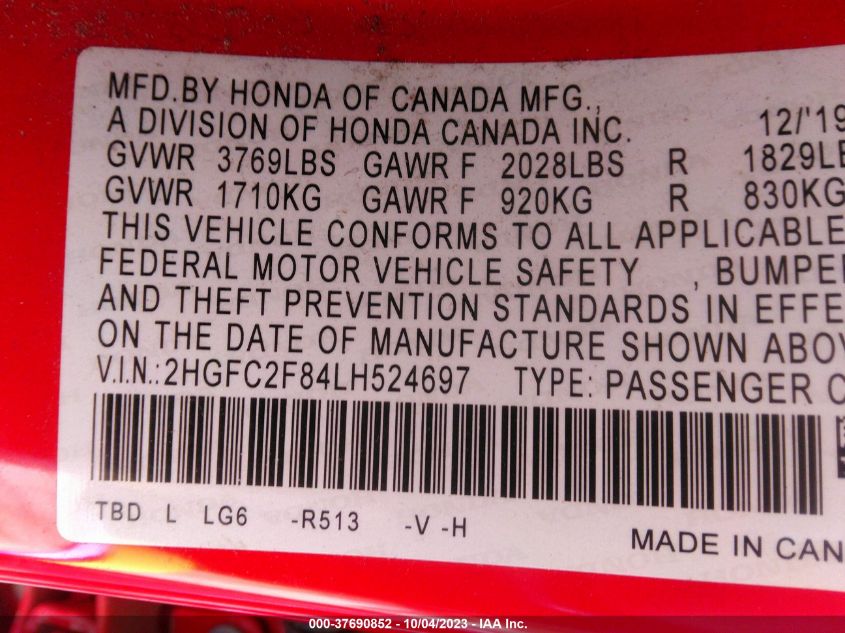 MFD.BY HONDA OF CANADA MFG.,
A DIVISION OF HONDA CANADA INC. 12/'19
GVWR 3769LBS GAWR F 2028LBS R 1829LB
GVWR 1710KG GAWR F 920KG R 830KG
THIS VEHICLE CONFORMS TO ALL APPLICABLE
FEDERAL MOTOR VEHICLE SAFETY , BUMPER
AND THEFT PREVENTION STANDARDS IN EFFE
ON THE DATE OF MANUFACTURE SHOWN ABOV
V.I.N.:2HGFC2F84LH524697 TYPE:PASSENGER C
TBD L LG6 -R513 -V -H
MADE IN CAN
000-37690852 - 10/04/2023 - IAA Inc.